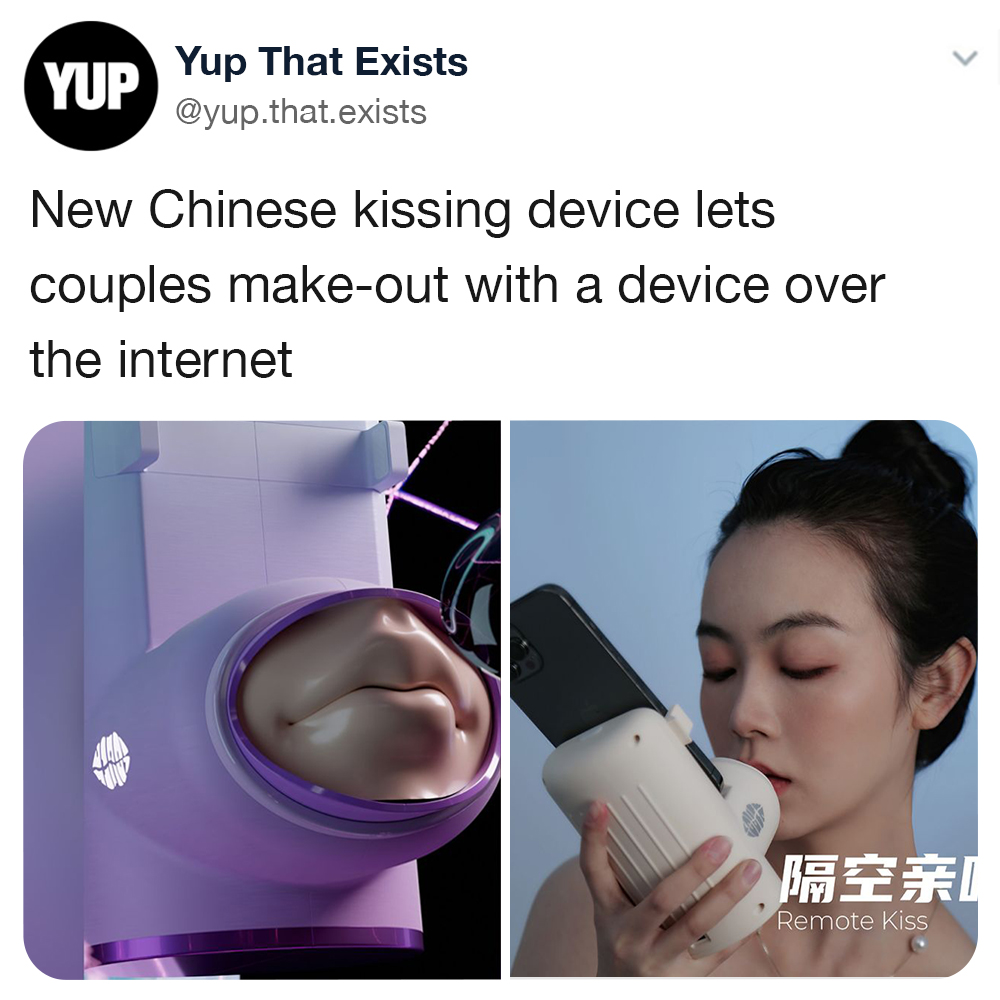 YUP
Yup That Exists
@yup.that.exists
New Chinese kissing device lets
couples make-out with a device over
the internet
隔空亲
Remote Kiss